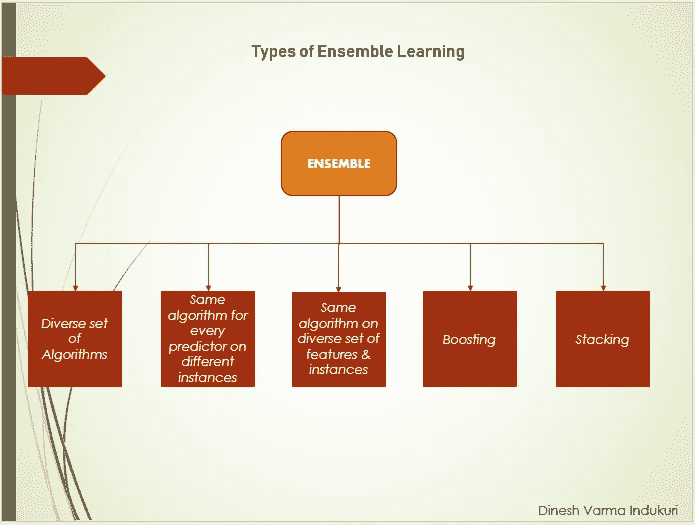 Types of Ensemble Learning
ENSEMBLE
Diverse set
of
Algorithms
Same
algorithm for
every
predictor on
different
instances
Same
algorithm on
diverse set of
features &
instances
Boosting
Stacking
Dinesh Varma Indukuri